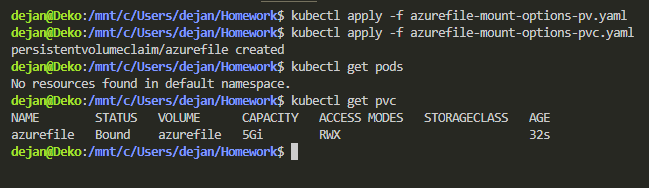 dejan@Deko:/mnt/c/Users/dejan/Homework$ kubectl apply -f azurefile-mount-options-pv.yaml
dejan@Deko:/mnt/c/Users/dejan/Homework$ kubectl apply -f azurefile-mount-options-pvc.yaml
persistentvolumeclaim/azurefile created
dejan@Deko:/mnt/c/Users/dejan/Homework$ kubectl get pods
No resources found in default namespace.
dejan@Deko:/mnt/c/Users/dejan/Homework$ kubectl get pvc
NAME        STATUS   VOLUME      CAPACITY   ACCESS MODES   STORAGECLASS   AGE
azurefile   Bound    azurefile   5Gi        RWX                           32s
dejan@Deko:/mnt/c/Users/dejan/Homework$